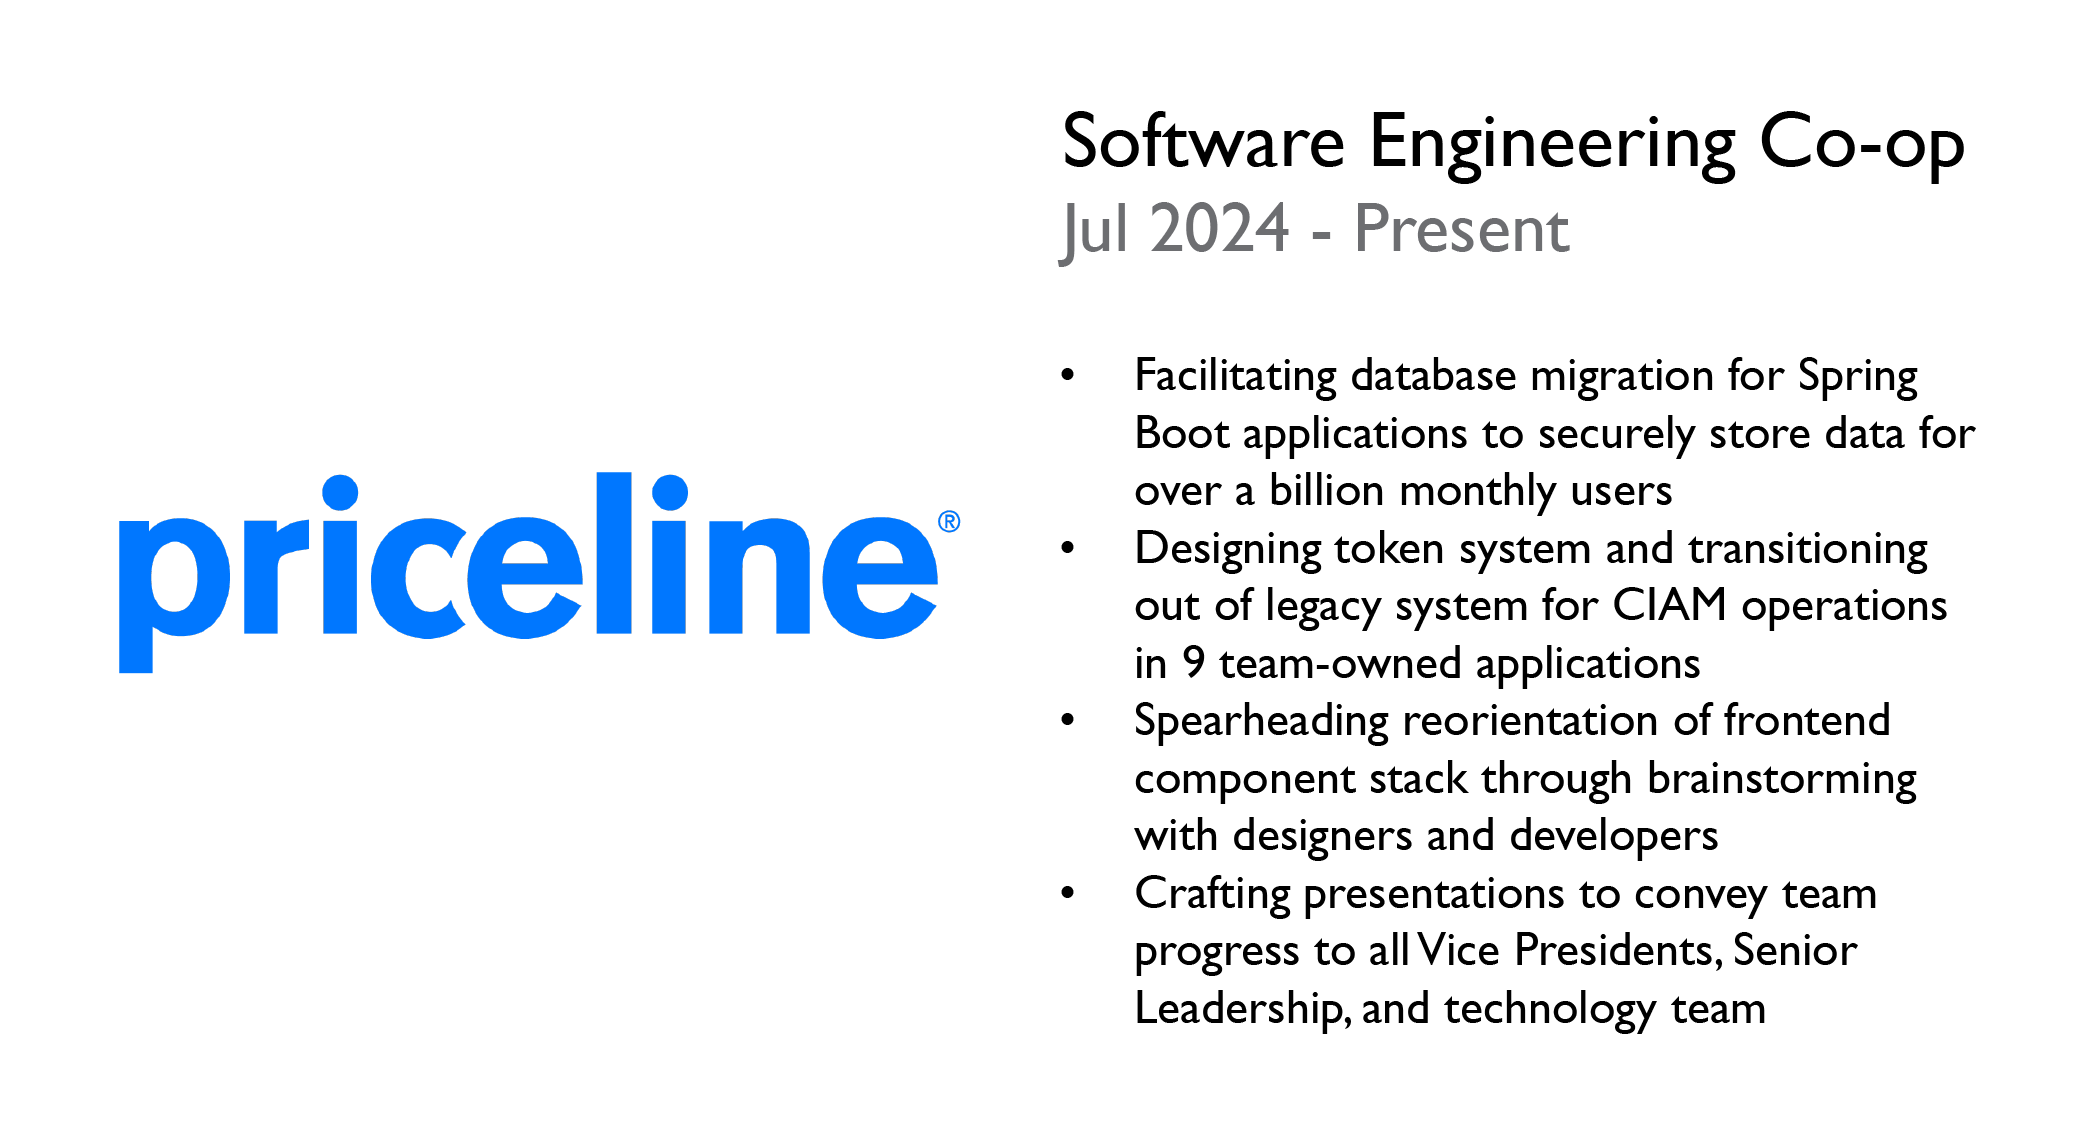 priceline®
Software Engineering Co-op
Jul 2024 - Present
• Facilitating database migration for Spring
Boot applications to securely store data for
over a billion monthly users
• Designing token system and transitioning
out of legacy system for CIAM operations
in 9 team-owned applications
• Spearheading reorientation of frontend
component stack through brainstorming
with designers and developers
• Crafting presentations to convey team
progress to all Vice Presidents, Senior
Leadership, and technology team